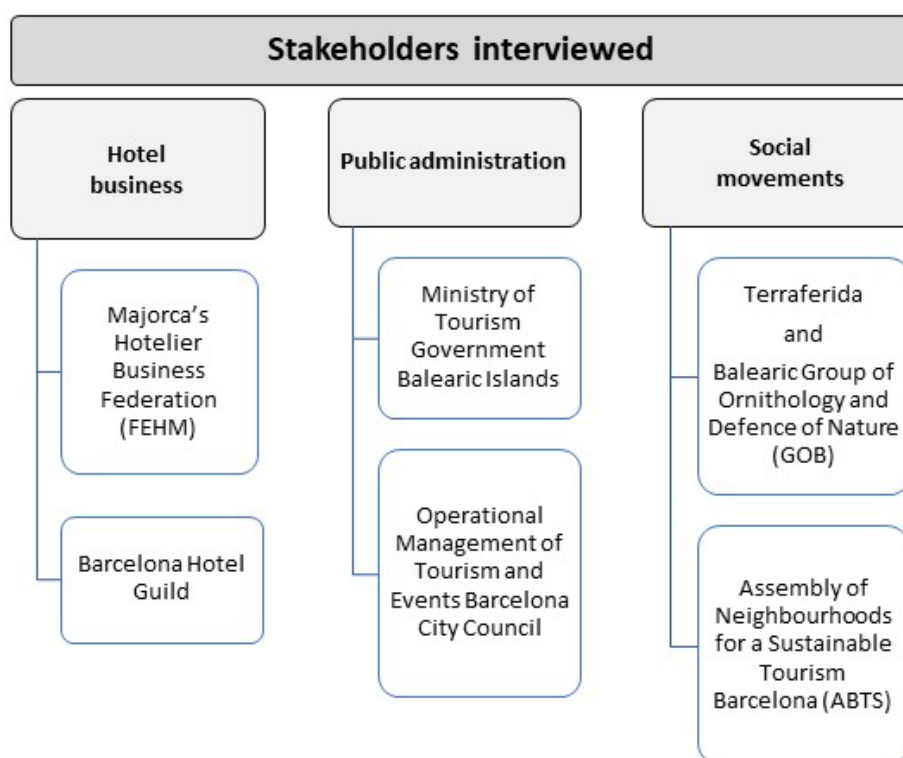 Stakeholders interviewed
Hotel
business
Majorca's
Hotelier
Business
Federation
(FEHM)
Barcelona Hotel
Guild
Public administration
Ministry of
Tourism
Government
Balearic Islands
Operational
Management of
Tourism and
Events Barcelona
City Council
Social
movements
Terraferida
and
Balearic Group of
Ornithology and
Defence of Nature
(GOB)
Assembly of
Neighbourhoods
for a Sustainable
Tourism
Barcelona (ABTS)